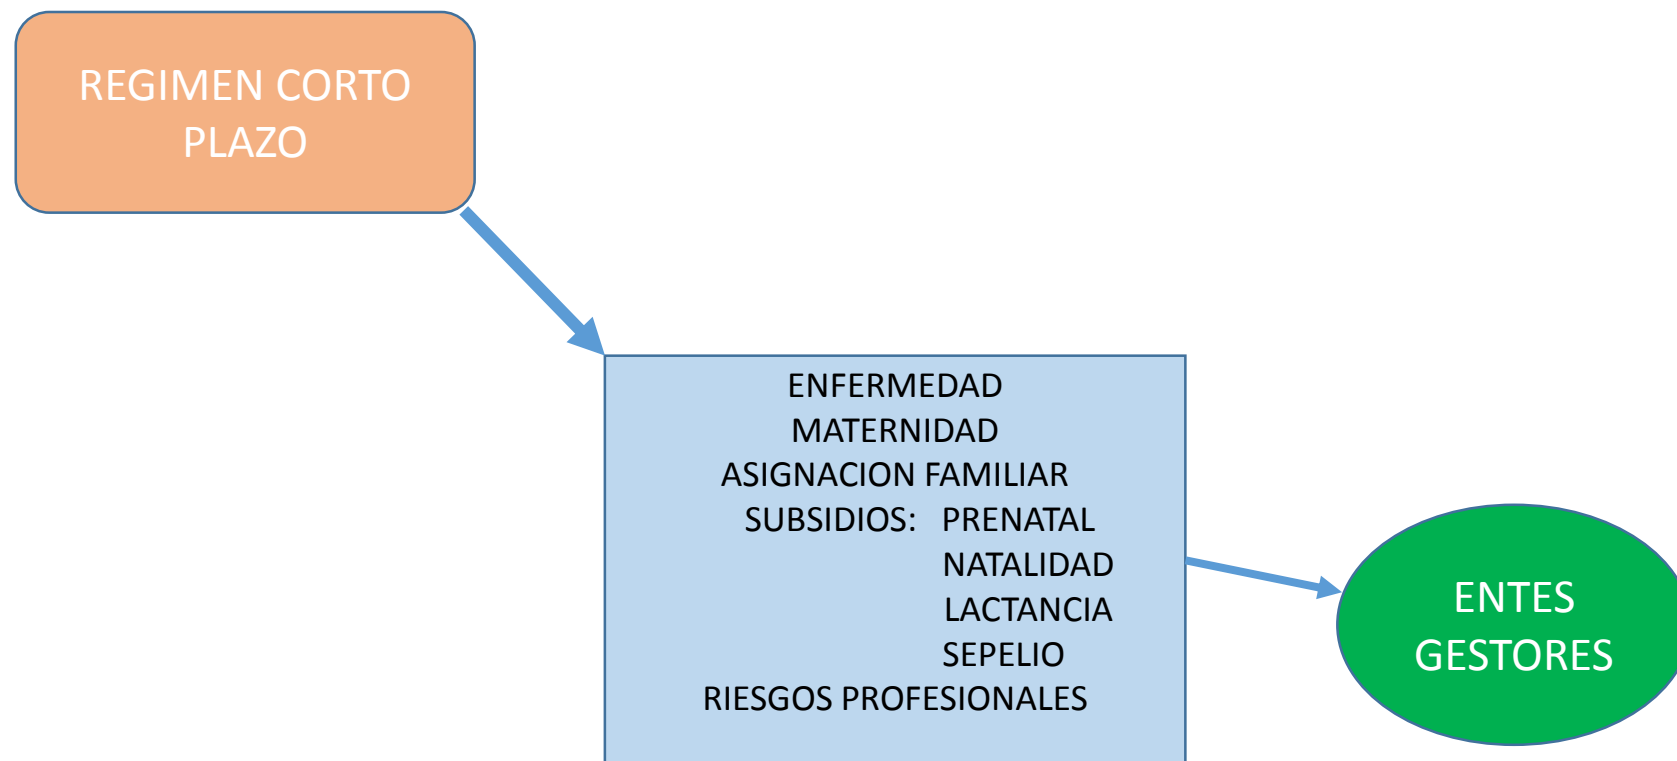 REGIMEN CORTO
PLAZO
ENFERMEDAD
MATERNIDAD
ASIGNACION FAMILIAR
SUBSIDIOS: PRENATAL
NATALIDAD
LACTANCIA
SEPELIO
RIESGOS PROFESIONALES
ENTES
GESTORES